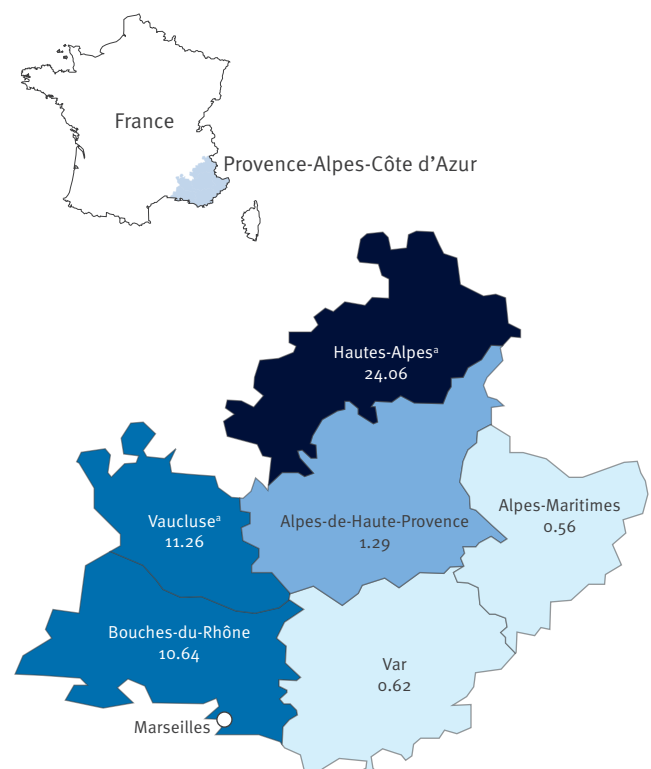 France
Provence-Alpes-Côte d'Azur
Hautes-Alpesᵃ
24.06
Vaucluseᵃ
11.26
Alpes-de-Haute-Provence
1.29
Alpes-Maritimes
0.56
Bouches-du-Rhône
10.64
Var
0.62
Marseilles